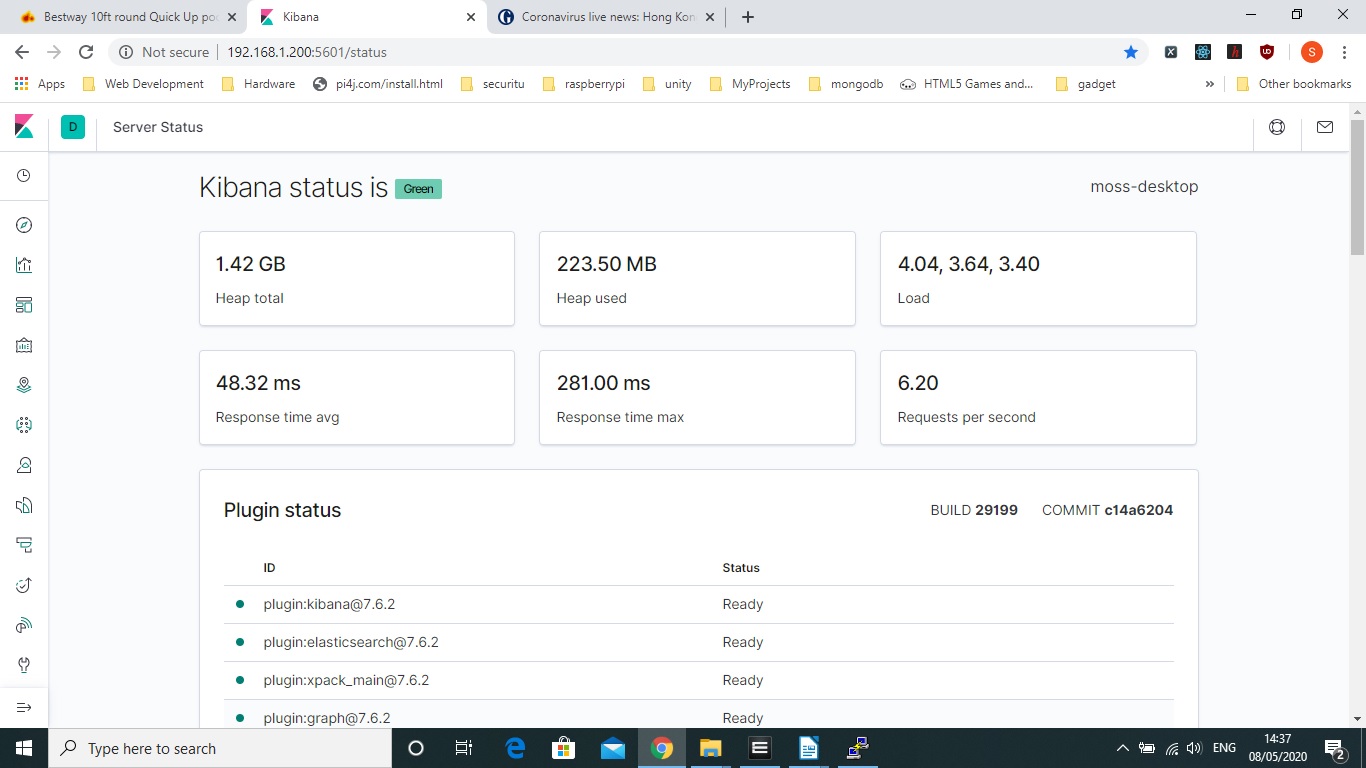 Bestway 10ft round Quick Up poo
Kibana
Coronavirus live news: Hong Kon
Not secure
192.168.1.200:5601/status
S
Apps
Web Development
Hardware
pi4j.com/install.html
securitu
raspberrypi
unity
MyProjects
mongodb
HTML5 Games and...
gadget
»
Other bookmarks
D
Server Status
Kibana status is Green
moss-desktop
1.42 GB
Heap total
223.50 MB
Heap used
4.04, 3.64, 3.40
Load
48.32 ms
Response time avg
281.00 ms
Response time max
6.20
Requests per second
Plugin status
BUILD 29199
COMMIT c14a6204
ID
Status
plugin:kibana@7.6.2
Ready
plugin:elasticsearch@7.6.2
Ready
plugin:xpack_main@7.6.2
Ready
plugin:graph@7.6.2
Ready
Type here to search
ENG
14:37
08/05/2020
2